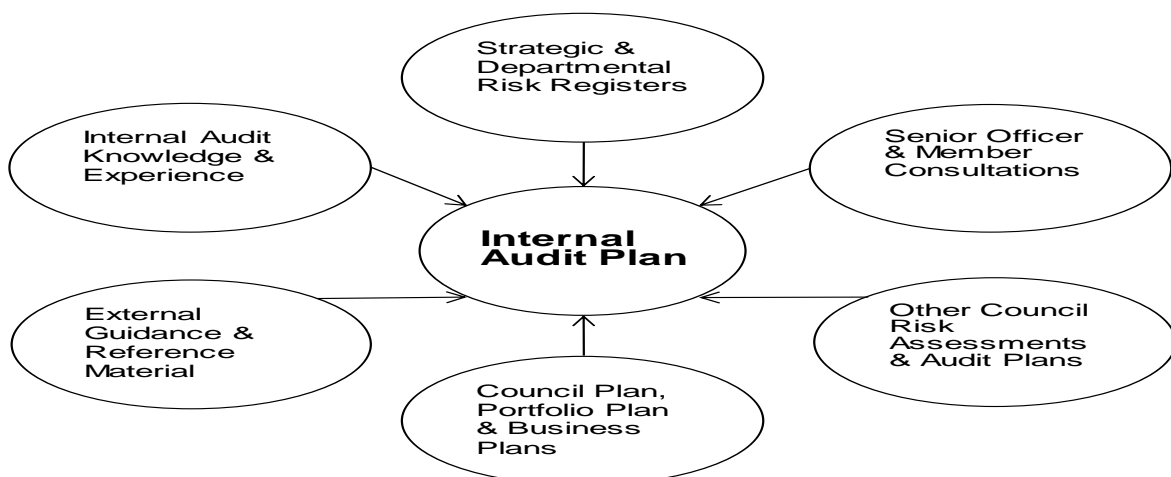 Strategic &
Departmental
Risk Registers
Internal Audit
Knowledge &
Experience
Senior Officer
& Member
Consultations
Internal
Audit Plan
External
Guidance &
Reference
Material
Other Council
Risk
Assessments
& Audit Plans
Council Plan,
Portfolio Plan
& Business
Plans